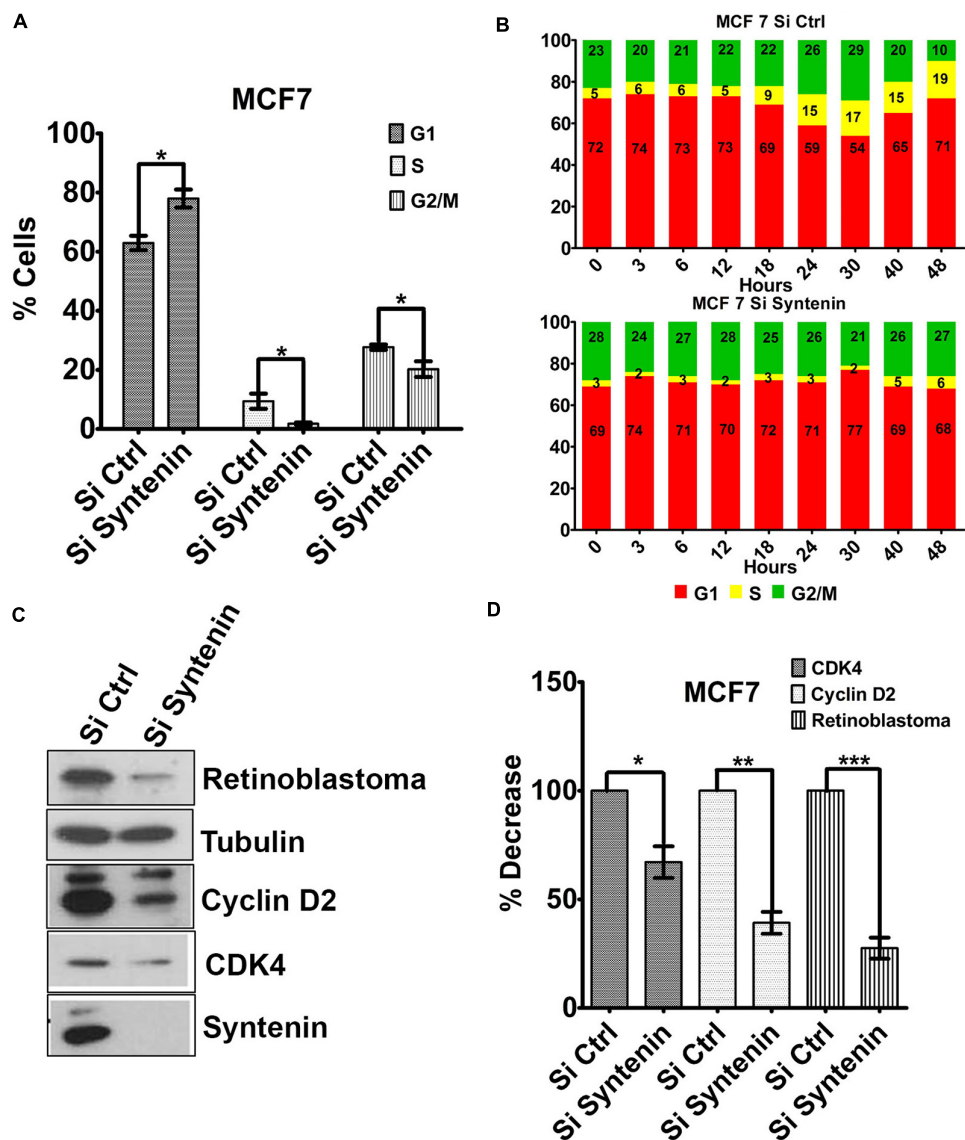 A
MCF7
G1
S
G2/M
% Cells
100
80
60
40
20
0
*
*
*
Si Ctrl
Si Syntenin
Si Ctrl
Si Syntenin
Si Ctrl
Si Syntenin
B
MCF 7 Si Ctrl
100
80
60
40
20
0
23 20 21 22 22 26 29 20 10
5 6 6 5 9 15 17 15 19
72 74 73 73 69 59 54 65 71
0 3 6 12 18 24 30 40 48
Hours
MCF 7 Si Syntenin
100
80
60
40
20
0
28 24 27 28 25 26 21 26 27
3 2 3 2 3 3 2 5 6
69 74 71 70 72 71 77 69 68
0 3 6 12 18 24 30 40 48
Hours
G1 S G2/M
C
Si Ctrl
Si Syntenin
Retinoblastoma
Tubulin
Cyclin D2
CDK4
Syntenin
D
MCF7
CDK4
Cyclin D2
Retinoblastoma
% Decrease
150
100
50
0
*
**
***
Si Ctrl
Si Syntenin
Si Ctrl
Si Syntenin
Si Ctrl
Si Syntenin